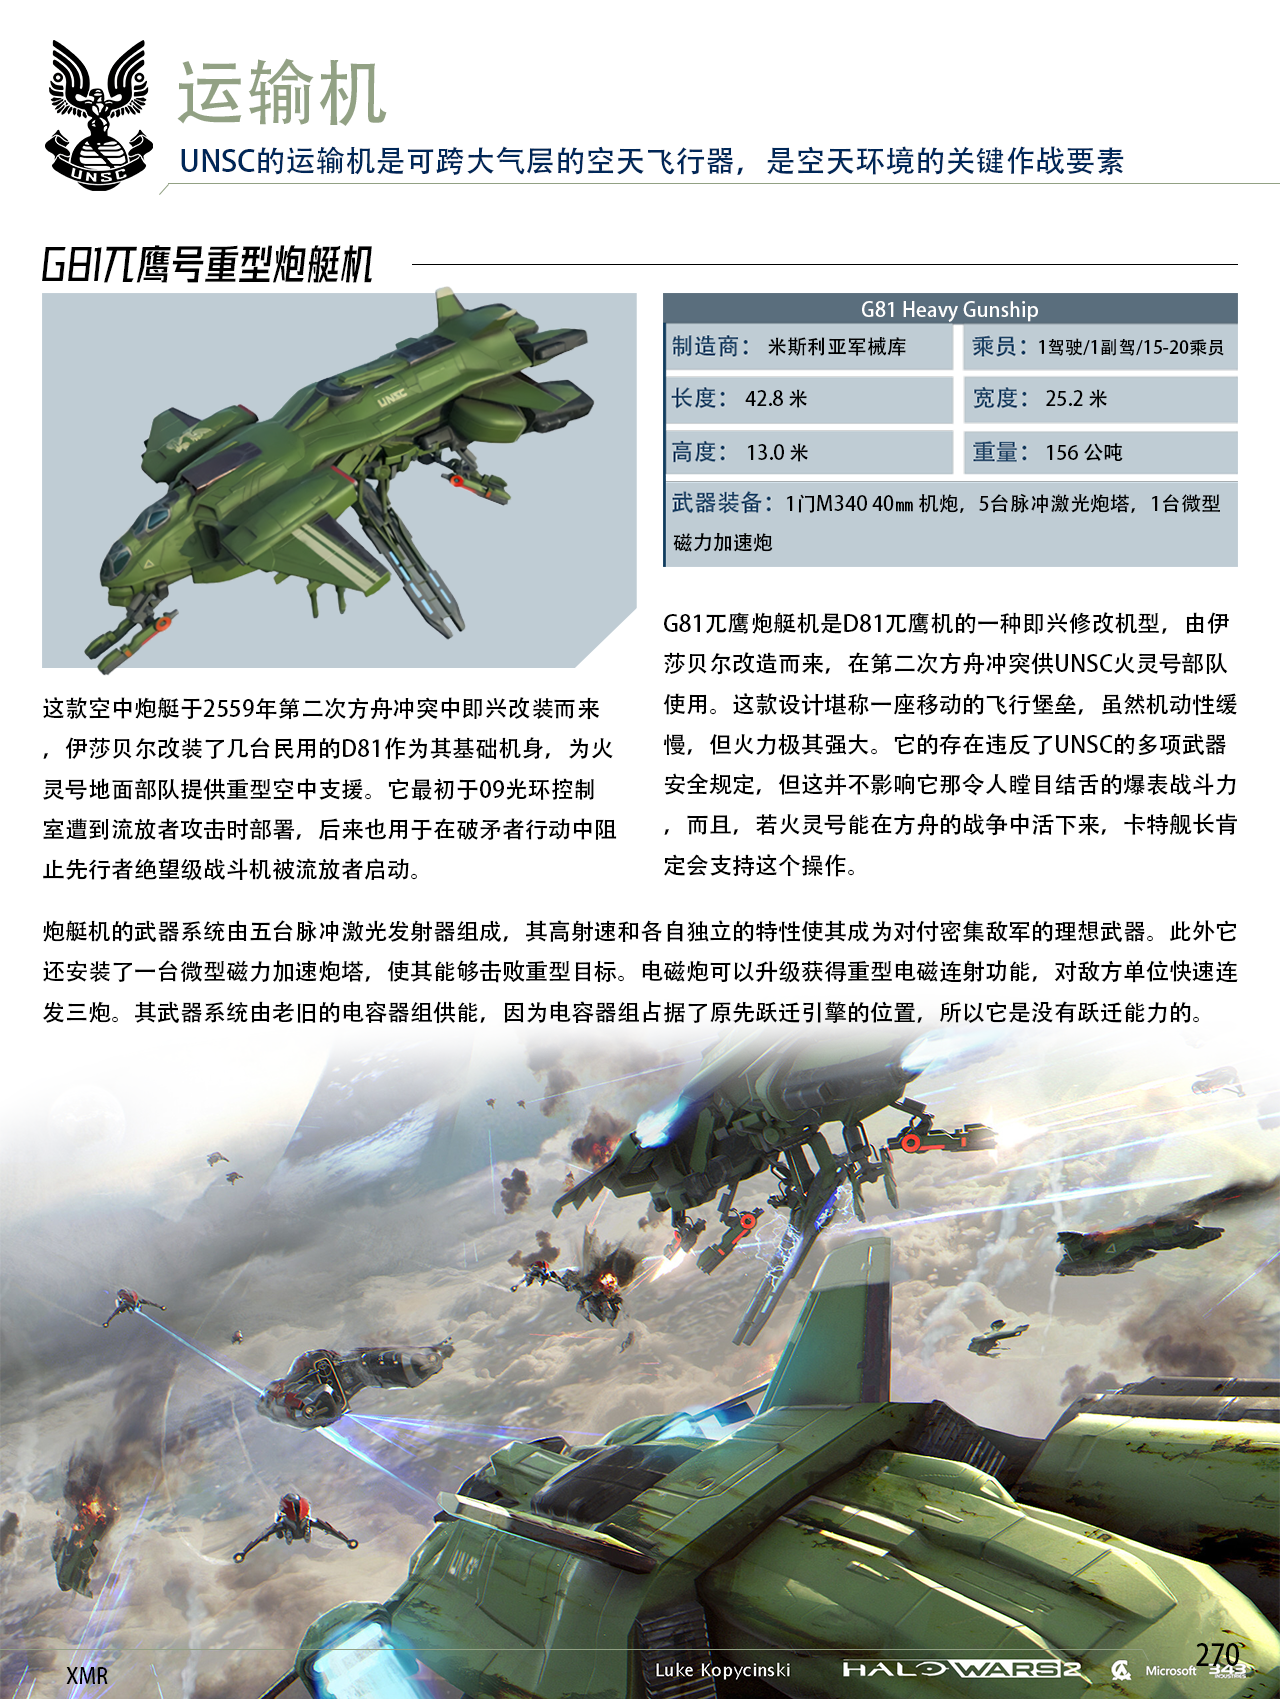 运输机
UNSC的运输机是可跨大气层的空天飞行器，是空天环境的关键作战要素
UNSC
G81兀鹰号重型炮艇机
UNSC
G81 Heavy Gunship
制造商： 米斯利亚军械库
乘员：1驾驶/1副驾/15-20乘员
长度： 42.8 米
宽度： 25.2 米
高度： 13.0 米
重量： 156 公吨
武器装备：1门M340 40㎜ 机炮，5台脉冲激光炮塔，1台微型
磁力加速炮
这款空中炮艇于2559年第二次方舟冲突中即兴改装而来
，伊莎贝尔改装了几台民用的D81作为其基础机身，为火
灵号地面部队提供重型空中支援。它最初于09光环控制
室遭到流放者攻击时部署，后来也用于在破矛者行动中阻
止先行者绝望级战斗机被流放者启动。
G81兀鹰炮艇机是D81兀鹰机的一种即兴修改机型，由伊
莎贝尔改造而来，在第二次方舟冲突供UNSC火灵号部队
使用。这款设计堪称一座移动的飞行堡垒，虽然机动性缓
慢，但火力极其强大。它的存在违反了UNSC的多项武器
安全规定，但这并不影响它那令人瞠目结舌的爆表战斗力
，而且，若火灵号能在方舟的战争中活下来，卡特舰长肯
定会支持这个操作。
炮艇机的武器系统由五台脉冲激光发射器组成，其高射速和各自独立的特性使其成为对付密集敌军的理想武器。此外它
还安装了一台微型磁力加速炮塔，使其能够击败重型目标。电磁炮可以升级获得重型电磁连射功能，对敌方单位快速连
发三炮。其武器系统由老旧的电容器组供能，因为电容器组占据了原先跃迁引擎的位置，所以它是没有跃迁能力的。
UNSC
XMR
Luke Kopycinski
HALO WARS 2
CA
Microsoft
343
INDUSTRIES
270